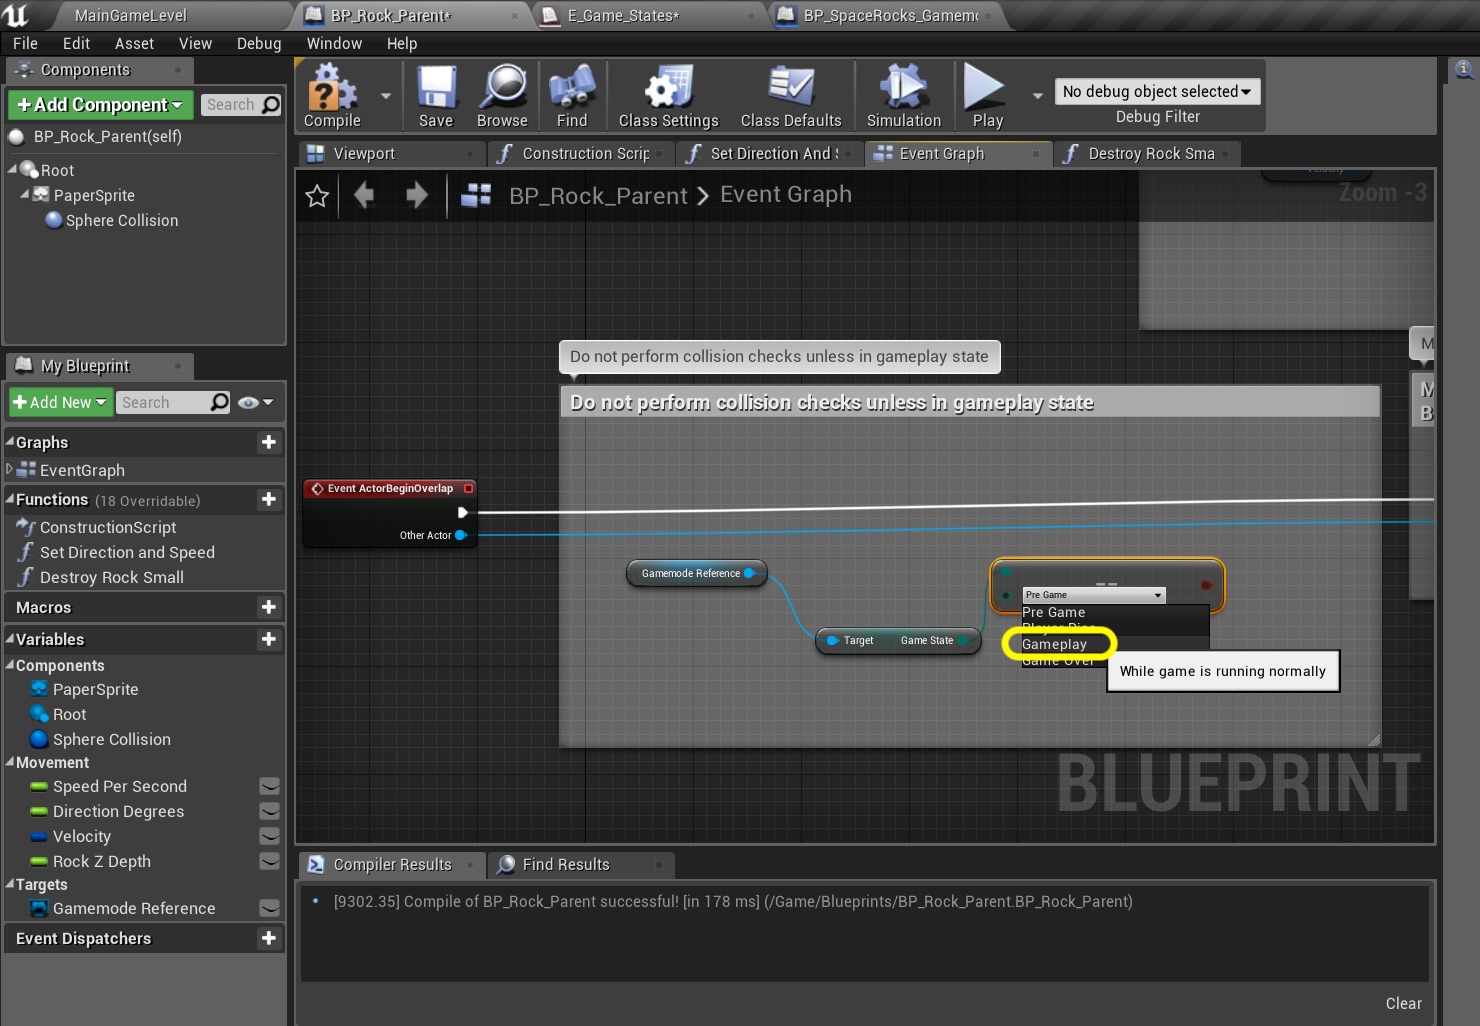 MainGameLevel
BP_Rock_Parent*
E_Game_States*
BP_SpaceRocks_Gamem
File Edit Asset View Debug Window Help
Components
+Add Component
Search
BP_Rock_Parent(self)
Root
PaperSprite
Sphere Collision
Compile
Save
Browse
Find
Class Settings
Class Defaults
Simulation
Play
No debug object selected
Debug Filter
Viewport
Construction Scrip
Set Direction And
Event Graph
Destroy Rock Sma
BP_Rock_Parent > Event Graph
Zoom -3
Do not perform collision checks unless in gameplay state
Do not perform collision checks unless in gameplay state
M
M
B
Event ActorBeginOverlap
Other Actor
Gamemode Reference
Target Game State
==
Pre Game
Pre Game
Gameplay
Game Over
While game is running normally
BLUEPRINT
My Blueprint
+Add New
Search
Graphs
EventGraph
Functions (18 Overridable)
ConstructionScript
Set Direction and Speed
Destroy Rock Small
Macros
Variables
Components
PaperSprite
Root
Sphere Collision
Movement
Speed Per Second
Direction Degrees
Velocity
Rock Z Depth
Targets
Gamemode Reference
Event Dispatchers
Compiler Results
Find Results
[9302.35] Compile of BP_Rock_Parent successful! [in 178 ms] (/Game/Blueprints/BP_Rock_Parent.BP_Rock_Parent)
Clear